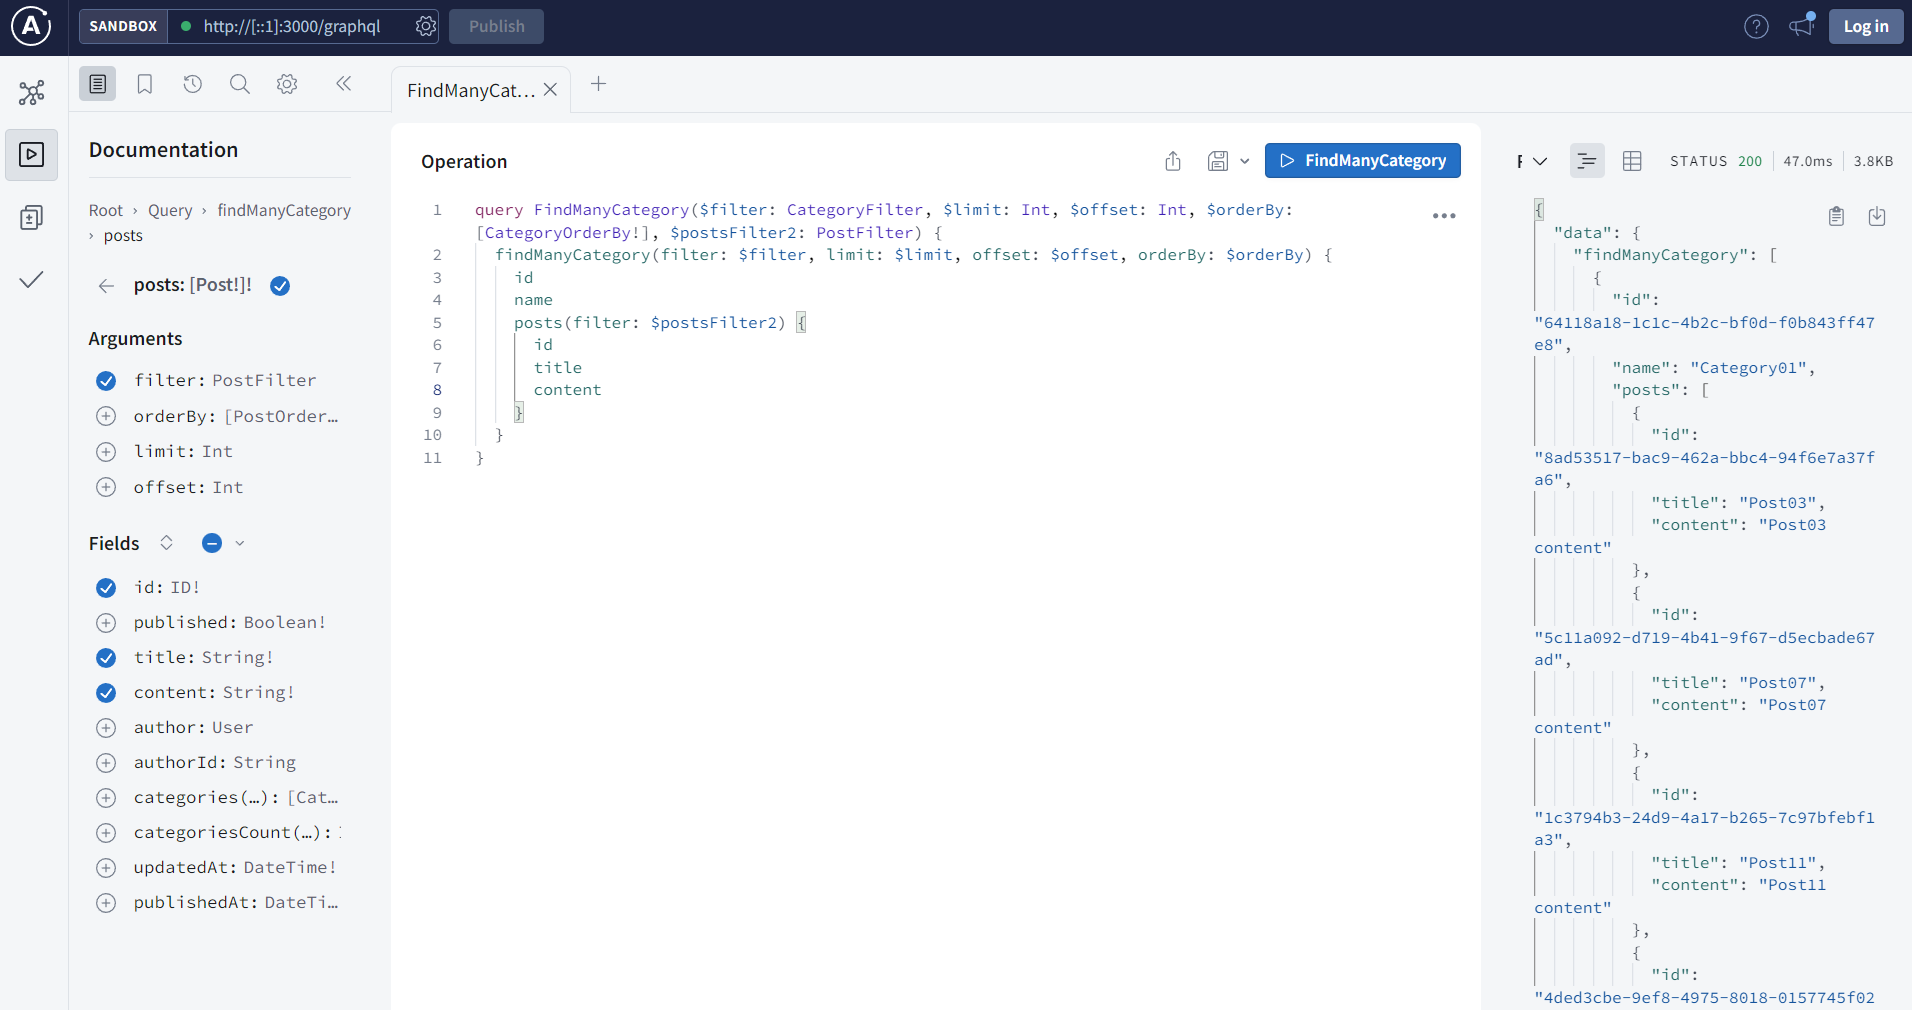 SANDBOX
http://[::1]:3000/graphql
Publish
Log in
FindManyCat...
Documentation
Root › Query › findManyCategory
› posts
posts: [Post!]!
Arguments
filter: PostFilter
orderBy: [PostOrder…
limit: Int
offset: Int
Fields
id: ID!
published: Boolean!
title: String!
content: String!
author: User
authorId: String
categories(…): [Cat…
categoriesCount(…):
updatedAt: DateTime!
publishedAt: DateTi…
Operation
FindManyCategory
1 query FindManyCategory($filter: CategoryFilter, $limit: Int, $offset: Int, $orderBy:
[CategoryOrderBy!], $postsFilter2: PostFilter) {
2 findManyCategory(filter: $filter, limit: $limit, offset: $offset, orderBy: $orderBy) {
3 id
4 name
5 posts(filter: $postsFilter2) {
6 id
7 title
8 content
9 }
10 }
11 }
STATUS 200 47.0ms 3.8KB
{
"data": {
"findManyCategory": [
{
"id":
"64118a18-1c1c-4b2c-bf0d-f0b843ff47
e8",
"name": "Category01",
"posts": [
{
"id":
"8ad53517-bac9-462a-bbc4-94f6e7a37f
a6",
"title": "Post03",
"content": "Post03
content"
},
{
"id":
"5c11a092-d719-4b41-9f67-d5ecbade67
ad",
"title": "Post07",
"content": "Post07
content"
},
{
"id":
"1c3794b3-24d9-4a17-b265-7c97bfebf1
a3",
"title": "Post11",
"content": "Post11
content"
},
{
"id":
"4ded3cbe-9ef8-4975-8018-0157745f02